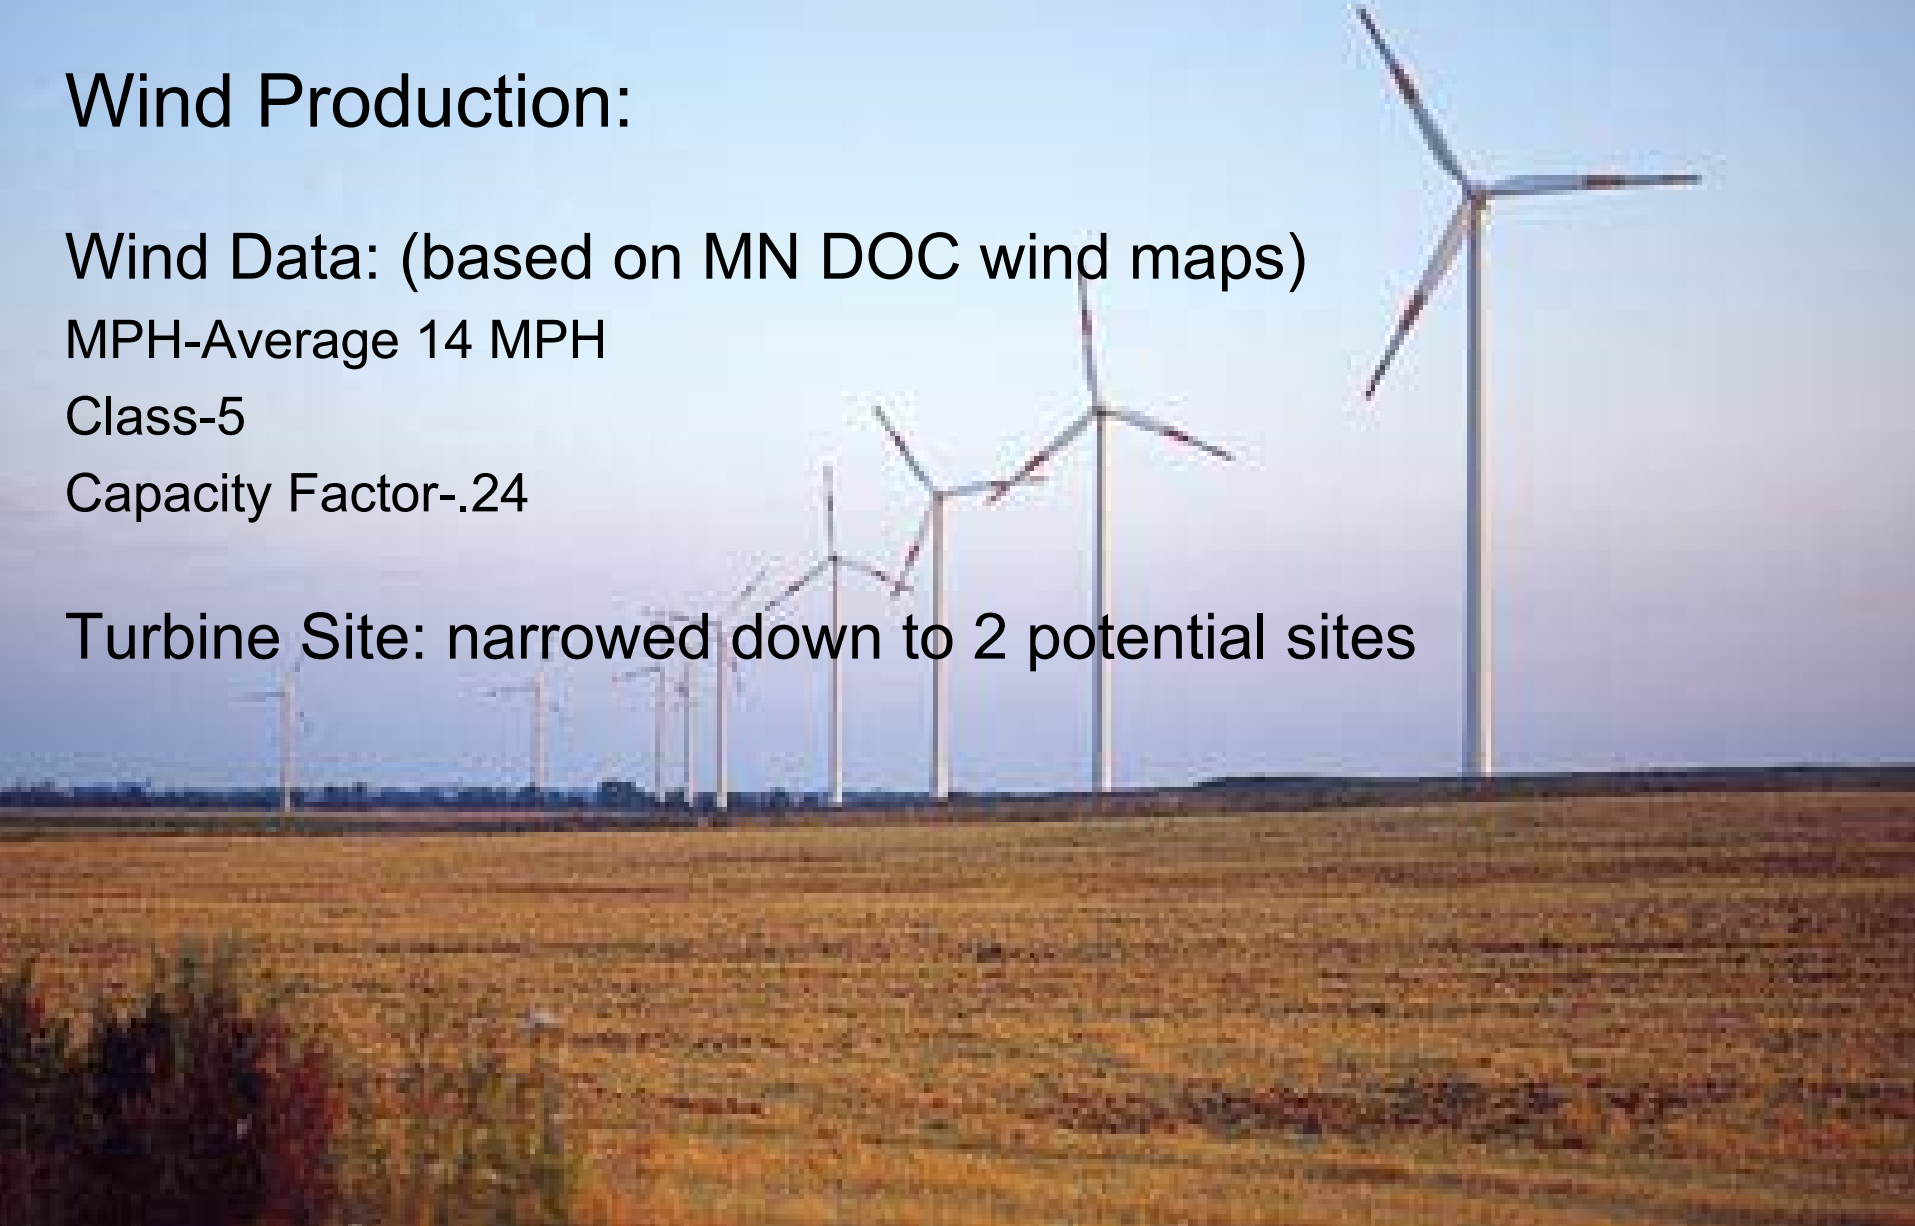 Wind Production:
Wind Data: (based on MN DOC wind maps)
MPH-Average 14 MPH
Class-5
Capacity Factor-.24
Turbine Site: narrowed down to 2 potential sites